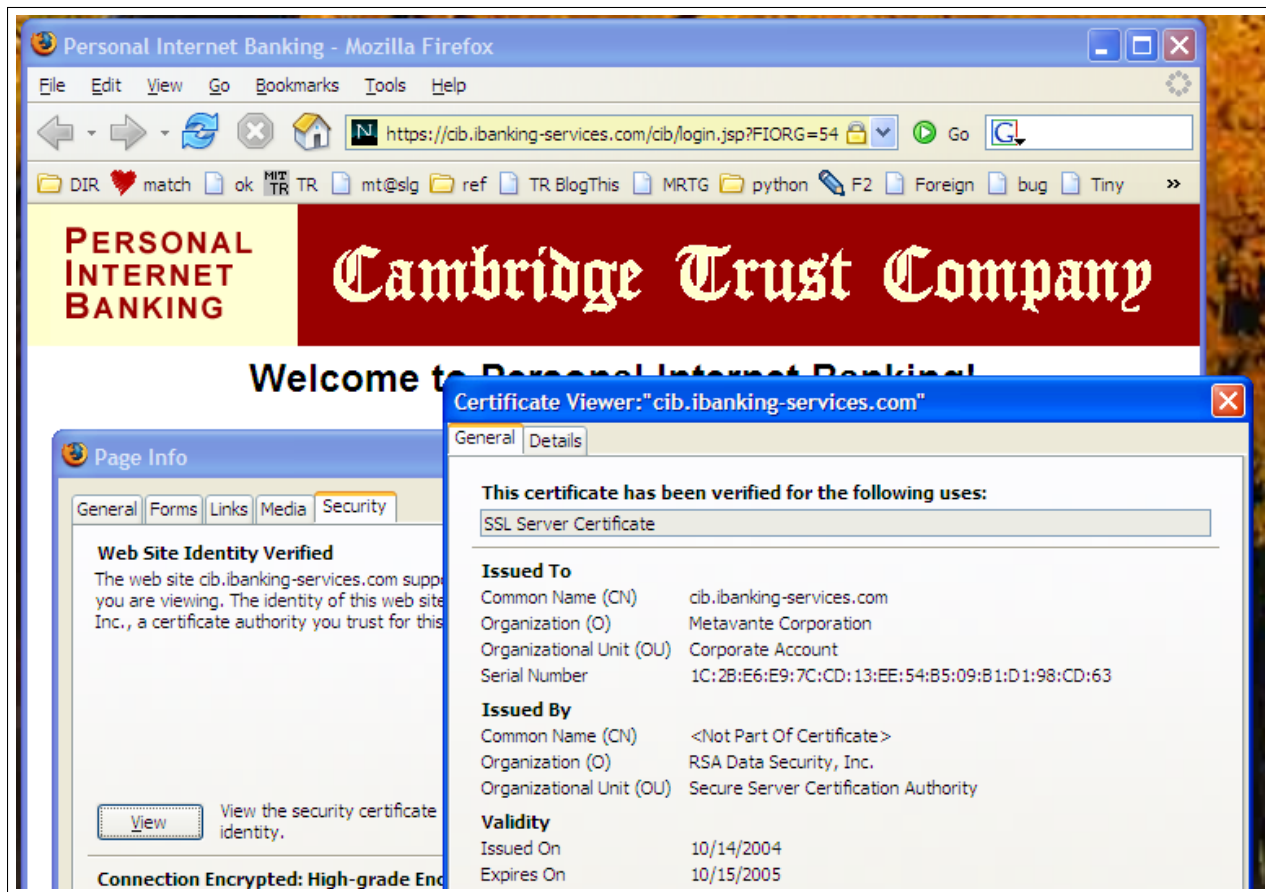 Personal Internet Banking - Mozilla Firefox
File Edit View Go Bookmarks Tools Help
N https://cib.ibanking-services.com/cib/login.jsp?FIORG=54 Go G
DIR match ok MIT TR TR mt@slg ref TR BlogThis MRTG python F2 Foreign bug Tiny »
PERSONAL
INTERNET
BANKING
Cambridge Trust Company
Welcome to Personal Internet Banking!
Certificate Viewer:"cib.ibanking-services.com"
General Details
This certificate has been verified for the following uses:
SSL Server Certificate
Issued To
Common Name (CN) cib.ibanking-services.com
Organization (O) Metavante Corporation
Organizational Unit (OU) Corporate Account
Serial Number 1C:2B:E6:E9:7C:CD:13:EE:54:B5:09:B1:D1:98:CD:63
Issued By
Common Name (CN) <Not Part Of Certificate>
Organization (O) RSA Data Security, Inc.
Organizational Unit (OU) Secure Server Certification Authority
Validity
Issued On 10/14/2004
Expires On 10/15/2005
Page Info
General Forms Links Media Security
Web Site Identity Verified
The web site cib.ibanking-services.com supp
you are viewing. The identity of this web site
Inc., a certificate authority you trust for this
View View the security certificate
identity.
Connection Encrypted: High-grade Enc